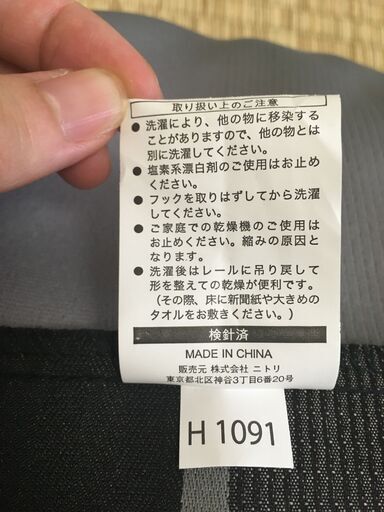 取り扱い上のご注意
●洗濯により、他の物に移染する
ことがありますので、他の物とは
別に洗濯してください。
●塩素系漂白剤のご使用はお止め
ください。
●フックを取りはずしてから洗濯
してください。
●ご家庭での乾燥機のご使用は
お止めください。縮みの原因と
なります。
●洗濯後はレールに吊り戻して
形を整えての乾燥が便利です。
(その際、床に新聞紙や大きめの
タオルをお敷きください。)
検針済
MADE IN CHINA
販売元 株式会社 ニトリ
東京都北区神谷3丁目6番20号
H 1091